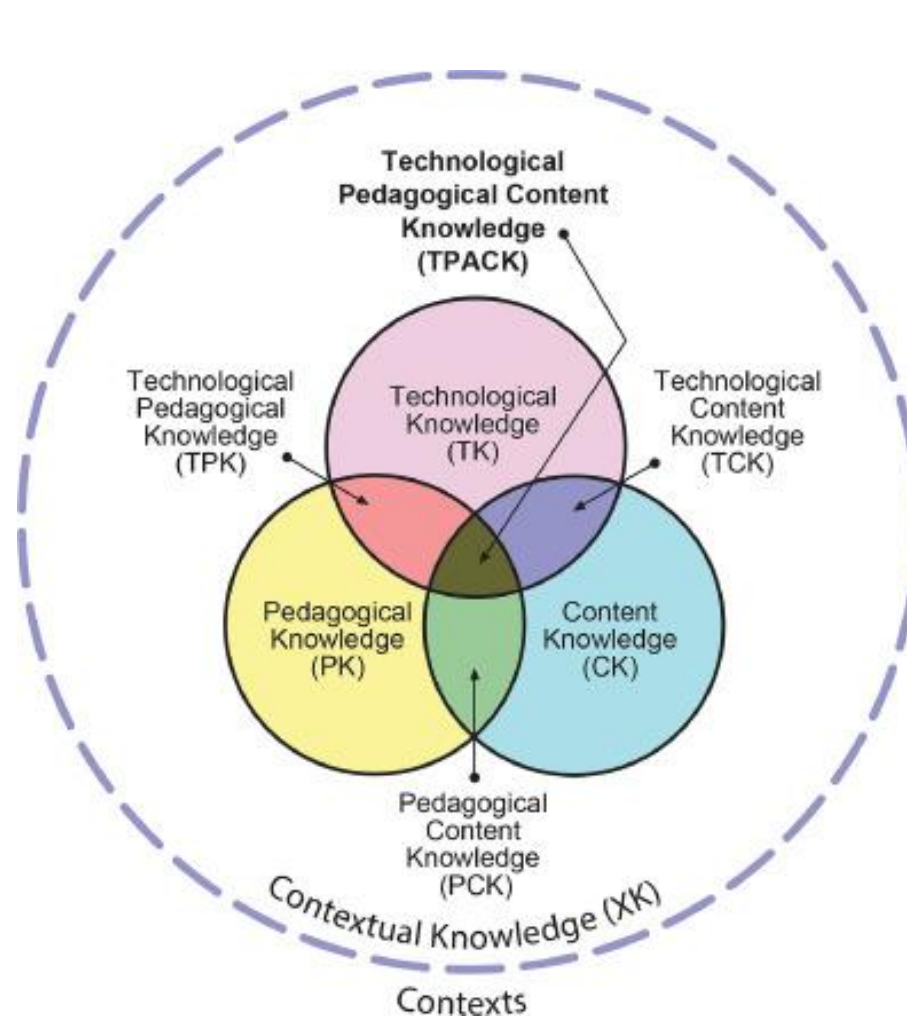 Technological
Pedagogical Content
Knowledge
(TPACK)
Technological
Pedagogical
Knowledge
(TPK)
Technological
Knowledge
(TK)
Technological
Content
Knowledge
(TCK)
Pedagogical
Knowledge
(PK)
Content
Knowledge
(CK)
Pedagogical
Content
Knowledge
(PCK)
Contextual Knowledge (XK)
Contexts